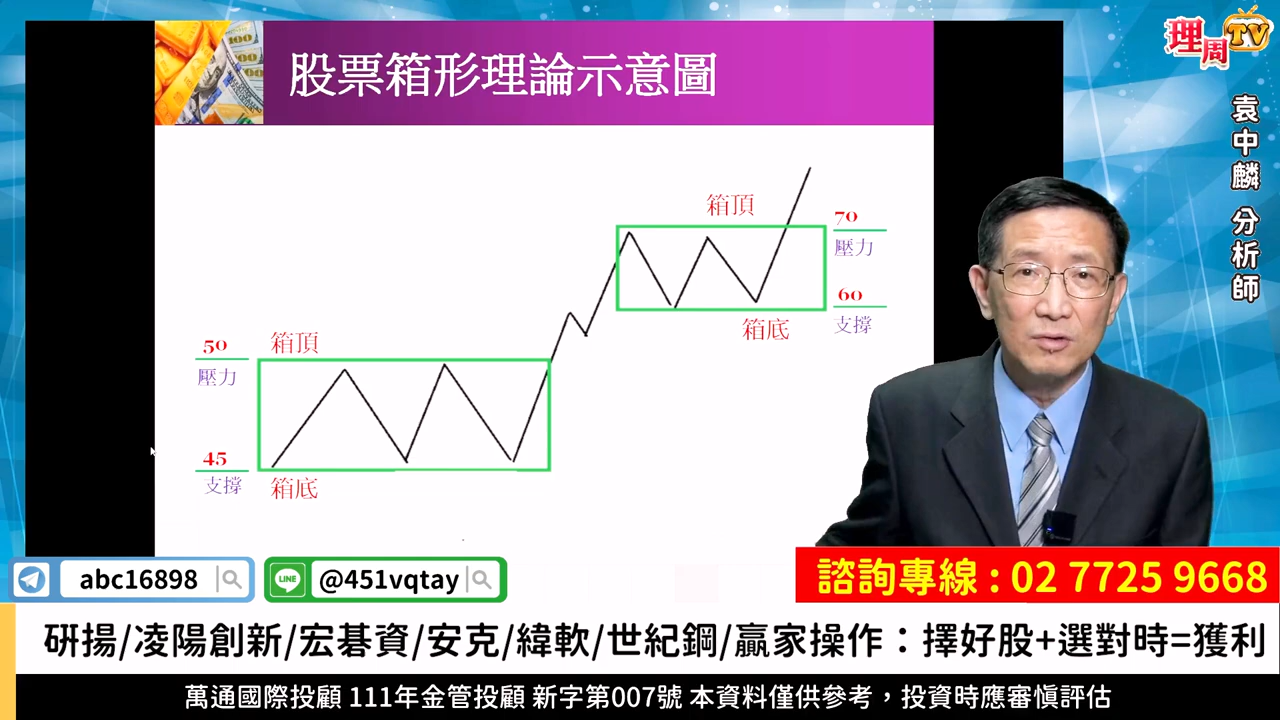 股票箱形理論示意圖
理周TV
袁中麟 分析師
箱頂
70
壓力
60
箱底
支撐
50
箱頂
壓力
45
支撐
箱底
abc16898
LINE
@451vqtay
諮詢專線：02 7725 9668
研揚/凌陽創新/宏碁資/安克/緯軟/世紀鋼/贏家操作：擇好股+選對時=獲利
萬通國際投顧 111年金管投顧 新字第007號 本資料僅供參考，投資時應審慎評估